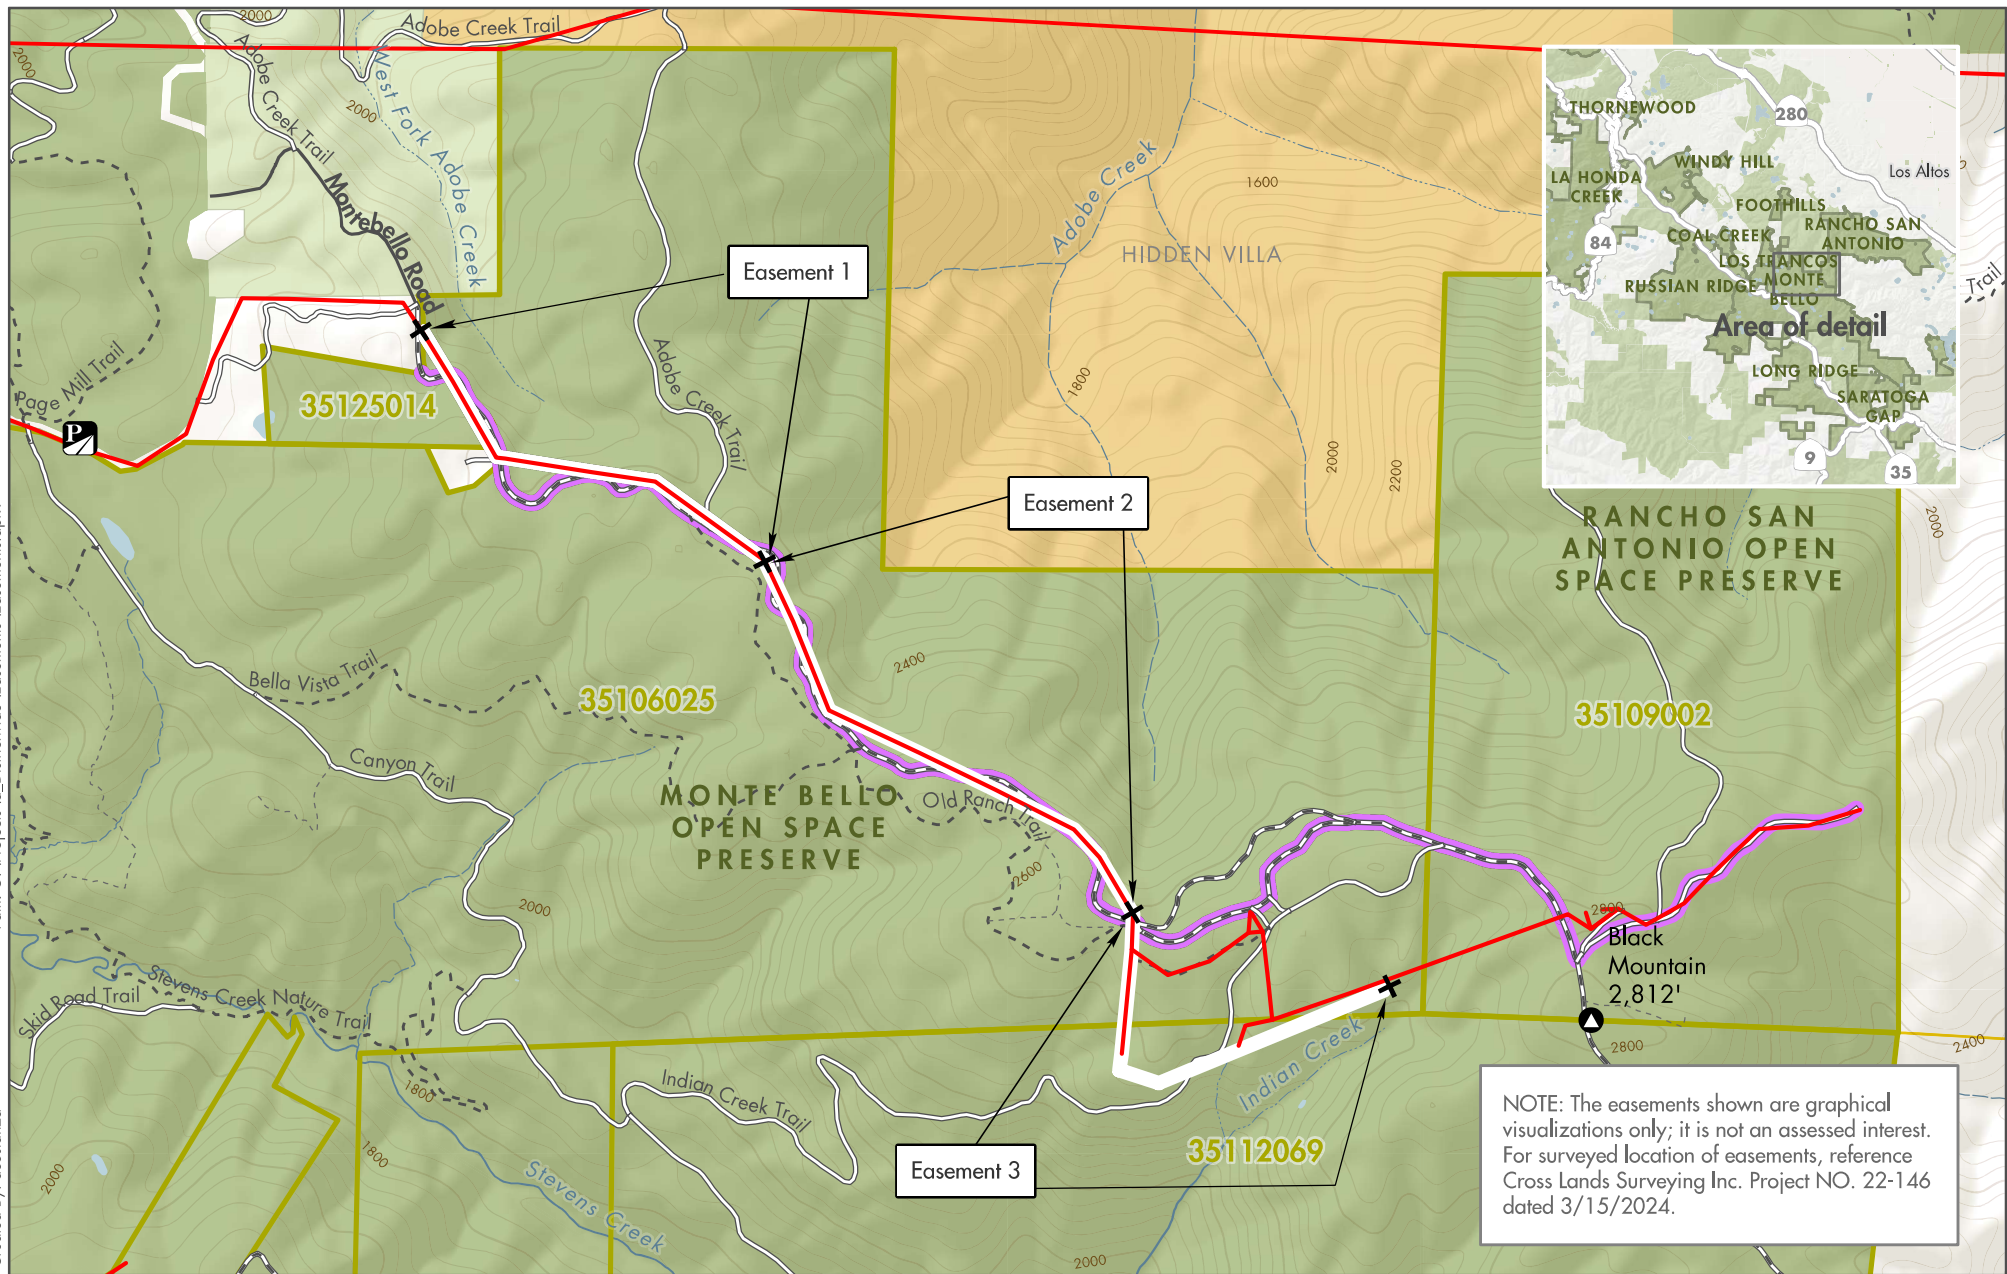 2000
Adobe Creek Trail
2000
Adobe Creek Trail
West Fork Adobe Creek
2000
Montebello Road
Adobe Creek
1600
HIDDEN VILLA
Easement 1
THORNEWOOD
280
WINDY HILL
Los Altos
LA HONDA
CREEK
FOOTHILLS
RANCHO SAN
ANTONIO
84
COAL CREEK
LOS TRANCOS
MONTE
BELLO
RUSSIAN RIDGE
Area of detail
LONG RIDGE
SARATOGA
GAP
9
35
Trail
Page Mill Trail
P
35125014
Adobe Creek Trail
1800
2000
2200
Easement 2
RANCHO SAN
ANTONIO OPEN
SPACE PRESERVE
2000
Bella Vista Trail
35106025
2400
35109002
Canyon Trail
MONTE BELLO
OPEN SPACE
PRESERVE
Old Ranch Trail
2600
2000
2800
Black
Mountain
2,812'
Skid Road Trail
Stevens Creek Nature Trail
2800
2400
1800
Indian Creek Trail
Indian Creek
1800
2000
35112069
Easement 3
Stevens Creek
2000
NOTE: The easements shown are graphical
visualizations only; it is not an assessed interest.
For surveyed location of easements, reference
Cross Lands Surveying Inc. Project NO. 22-146
dated 3/15/2024.